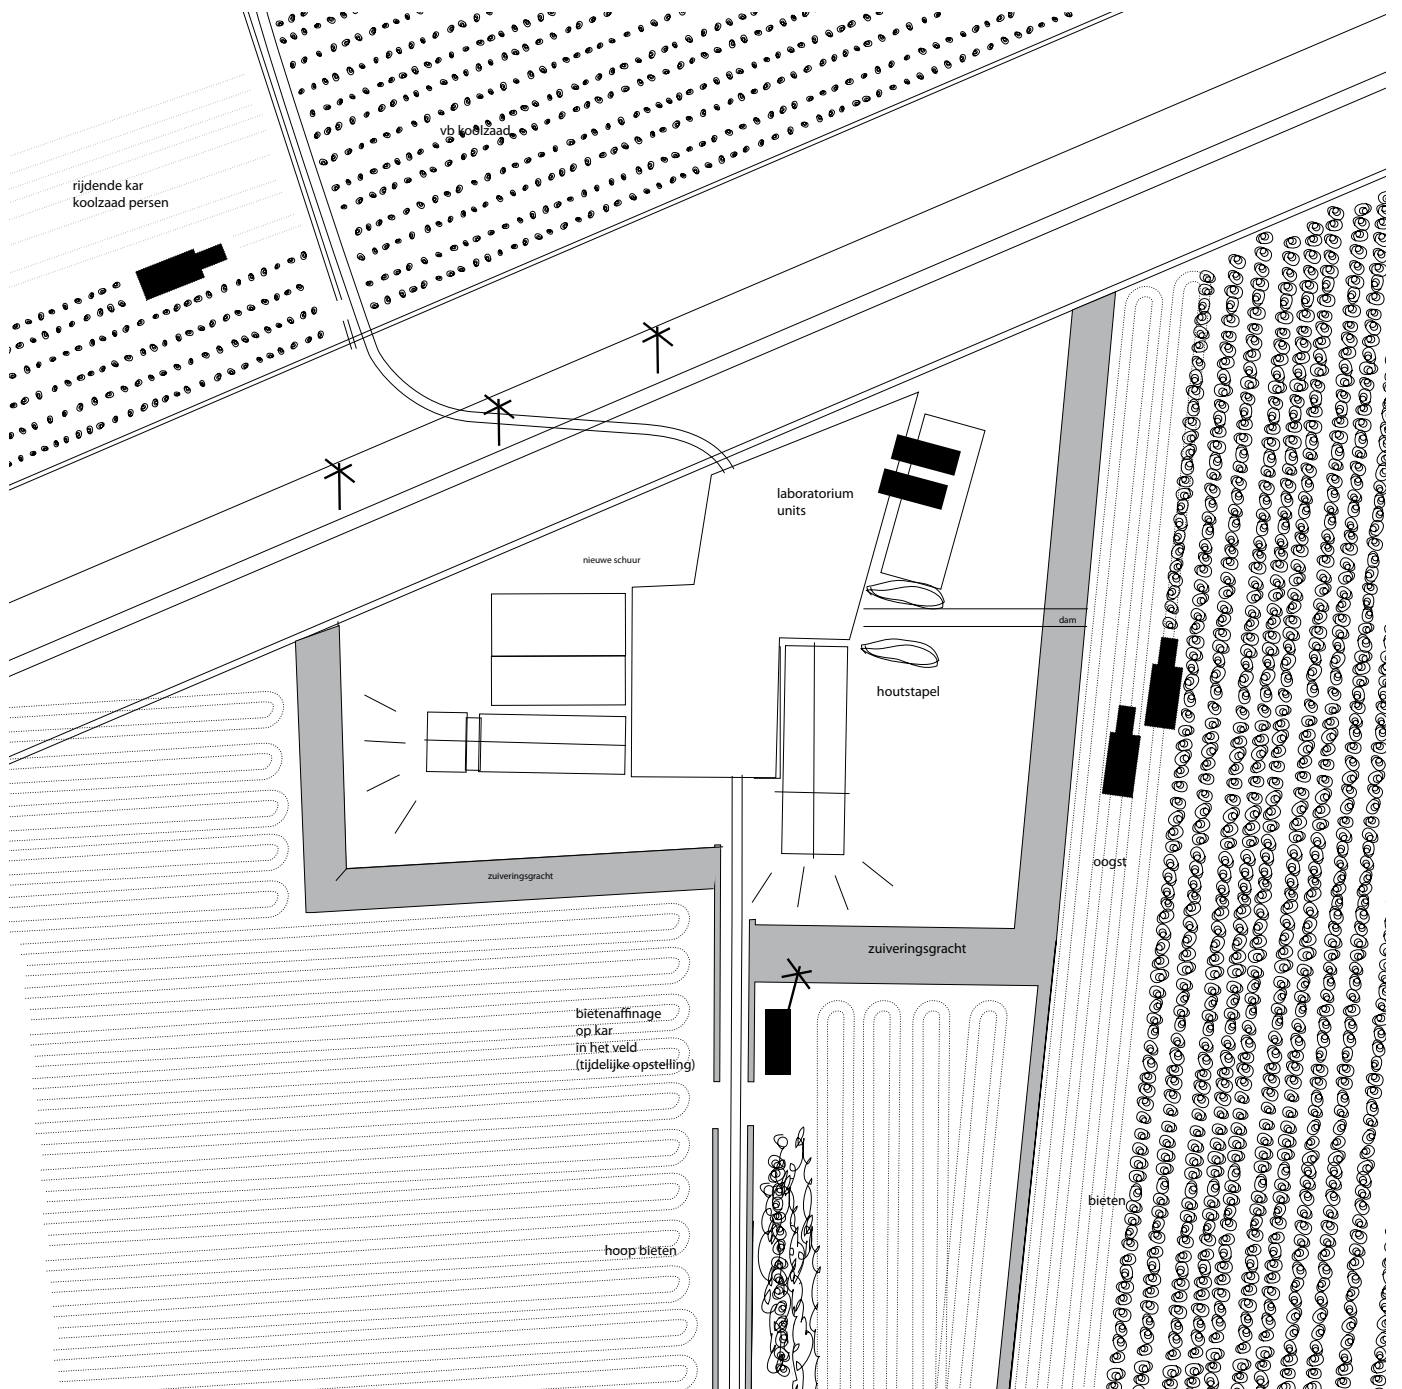 vb koolzaad
rijdende kar
koolzaad persen
laboratorium
units
nieuwe schuur
dam
houtstapel
oogst
zuiveringsgracht
zuiveringsgracht
bietenaffinage
op kar
in het veld
(tijdelijke opstelling)
bieten
hoop bieten